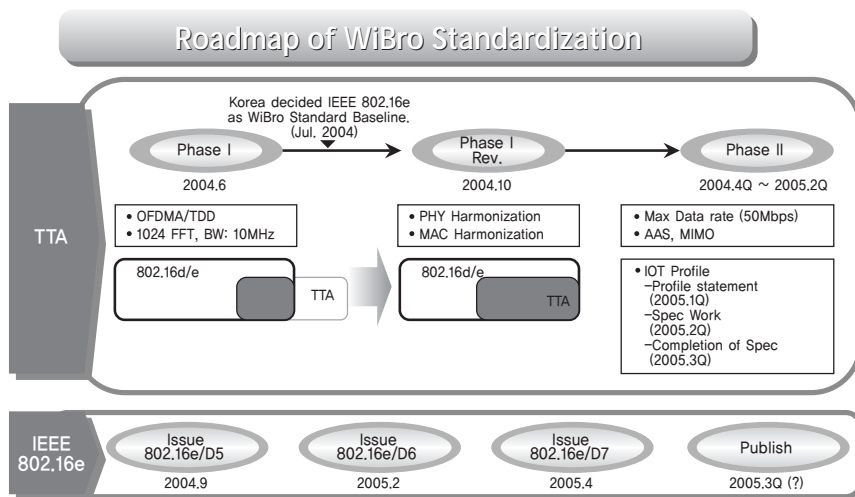 Roadmap of WiBro Standardization
TTA
Korea decided IEEE 802.16e
as WiBro Standard Baseline.
(Jul. 2004)
Phase I
2004.6
Phase I
Rev.
2004.10
Phase II
2004.4Q ~ 2005.2Q
• OFDMA/TDD
• 1024 FFT, BW: 10MHz
• PHY Harmonization
• MAC Harmonization
• Max Data rate (50Mbps)
• AAS, MIMO
802.16d/e
TTA
802.16d/e
TTA
• IOT Profile
-Profile statement
(2005.1Q)
-Spec Work
(2005.2Q)
-Completion of Spec
(2005.3Q)
IEEE
802.16e
Issue
802.16e/D5
2004.9
Issue
802.16e/D6
2005.2
Issue
802.16e/D7
2005.4
Publish
2005.3Q (?)